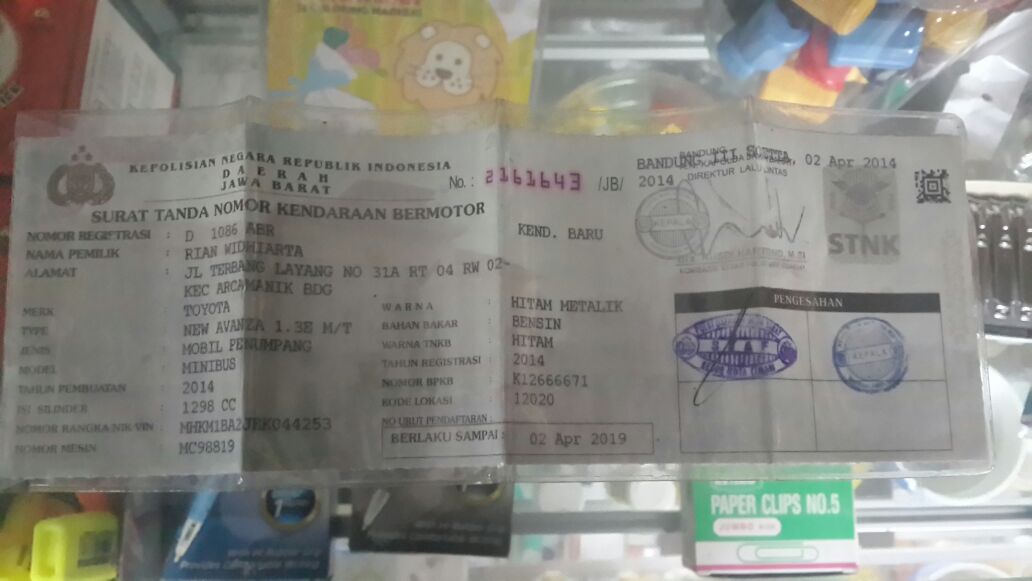 KEPOLISIAN NEGARA REPUBLIK INDONESIA
DAERAH
JAWA BARAT
No. : 2161643 /JB/ 2014
SURAT TANDA NOMOR KENDARAAN BERMOTOR
NOMOR REGISTRASI : D 1086 ABR
NAMA PEMILIK : RIAN WIDHIARTA
ALAMAT : JL TERBANG LAYANG NO 31A RT 04 RW 02-
KEC ARCAMANIK BDG
MERK : TOYOTA
TYPE : NEW AVANZA 1.3E M/T
JENIS : MOBIL PENUMPANG
MODEL : MINIBUS
TAHUN PEMBUATAN : 2014
ISI SILINDER : 1298 CC
NOMOR RANGKA/NIK/VIN : MHKM1BA2JEK044253
NOMOR MESIN : MC98819
KEND. BARU
WARNA : HITAM METALIK
BAHAN BAKAR : BENSIN
WARNA TNKB : HITAM
TAHUN REGISTRASI : 2014
NOMOR BPKB : K12666671
KODE LOKASI : 12020
NO URUT PENDAFTARAN :
BERLAKU SAMPAI : 02 Apr 2019
BANDUNG III 02 Apr 2014
BANDUNG
DIREKTUR LALU LINTAS
KEPALA
STNK
PENGESAHAN
KEPALA
PAPER CLIPS NO.5
JUMBO